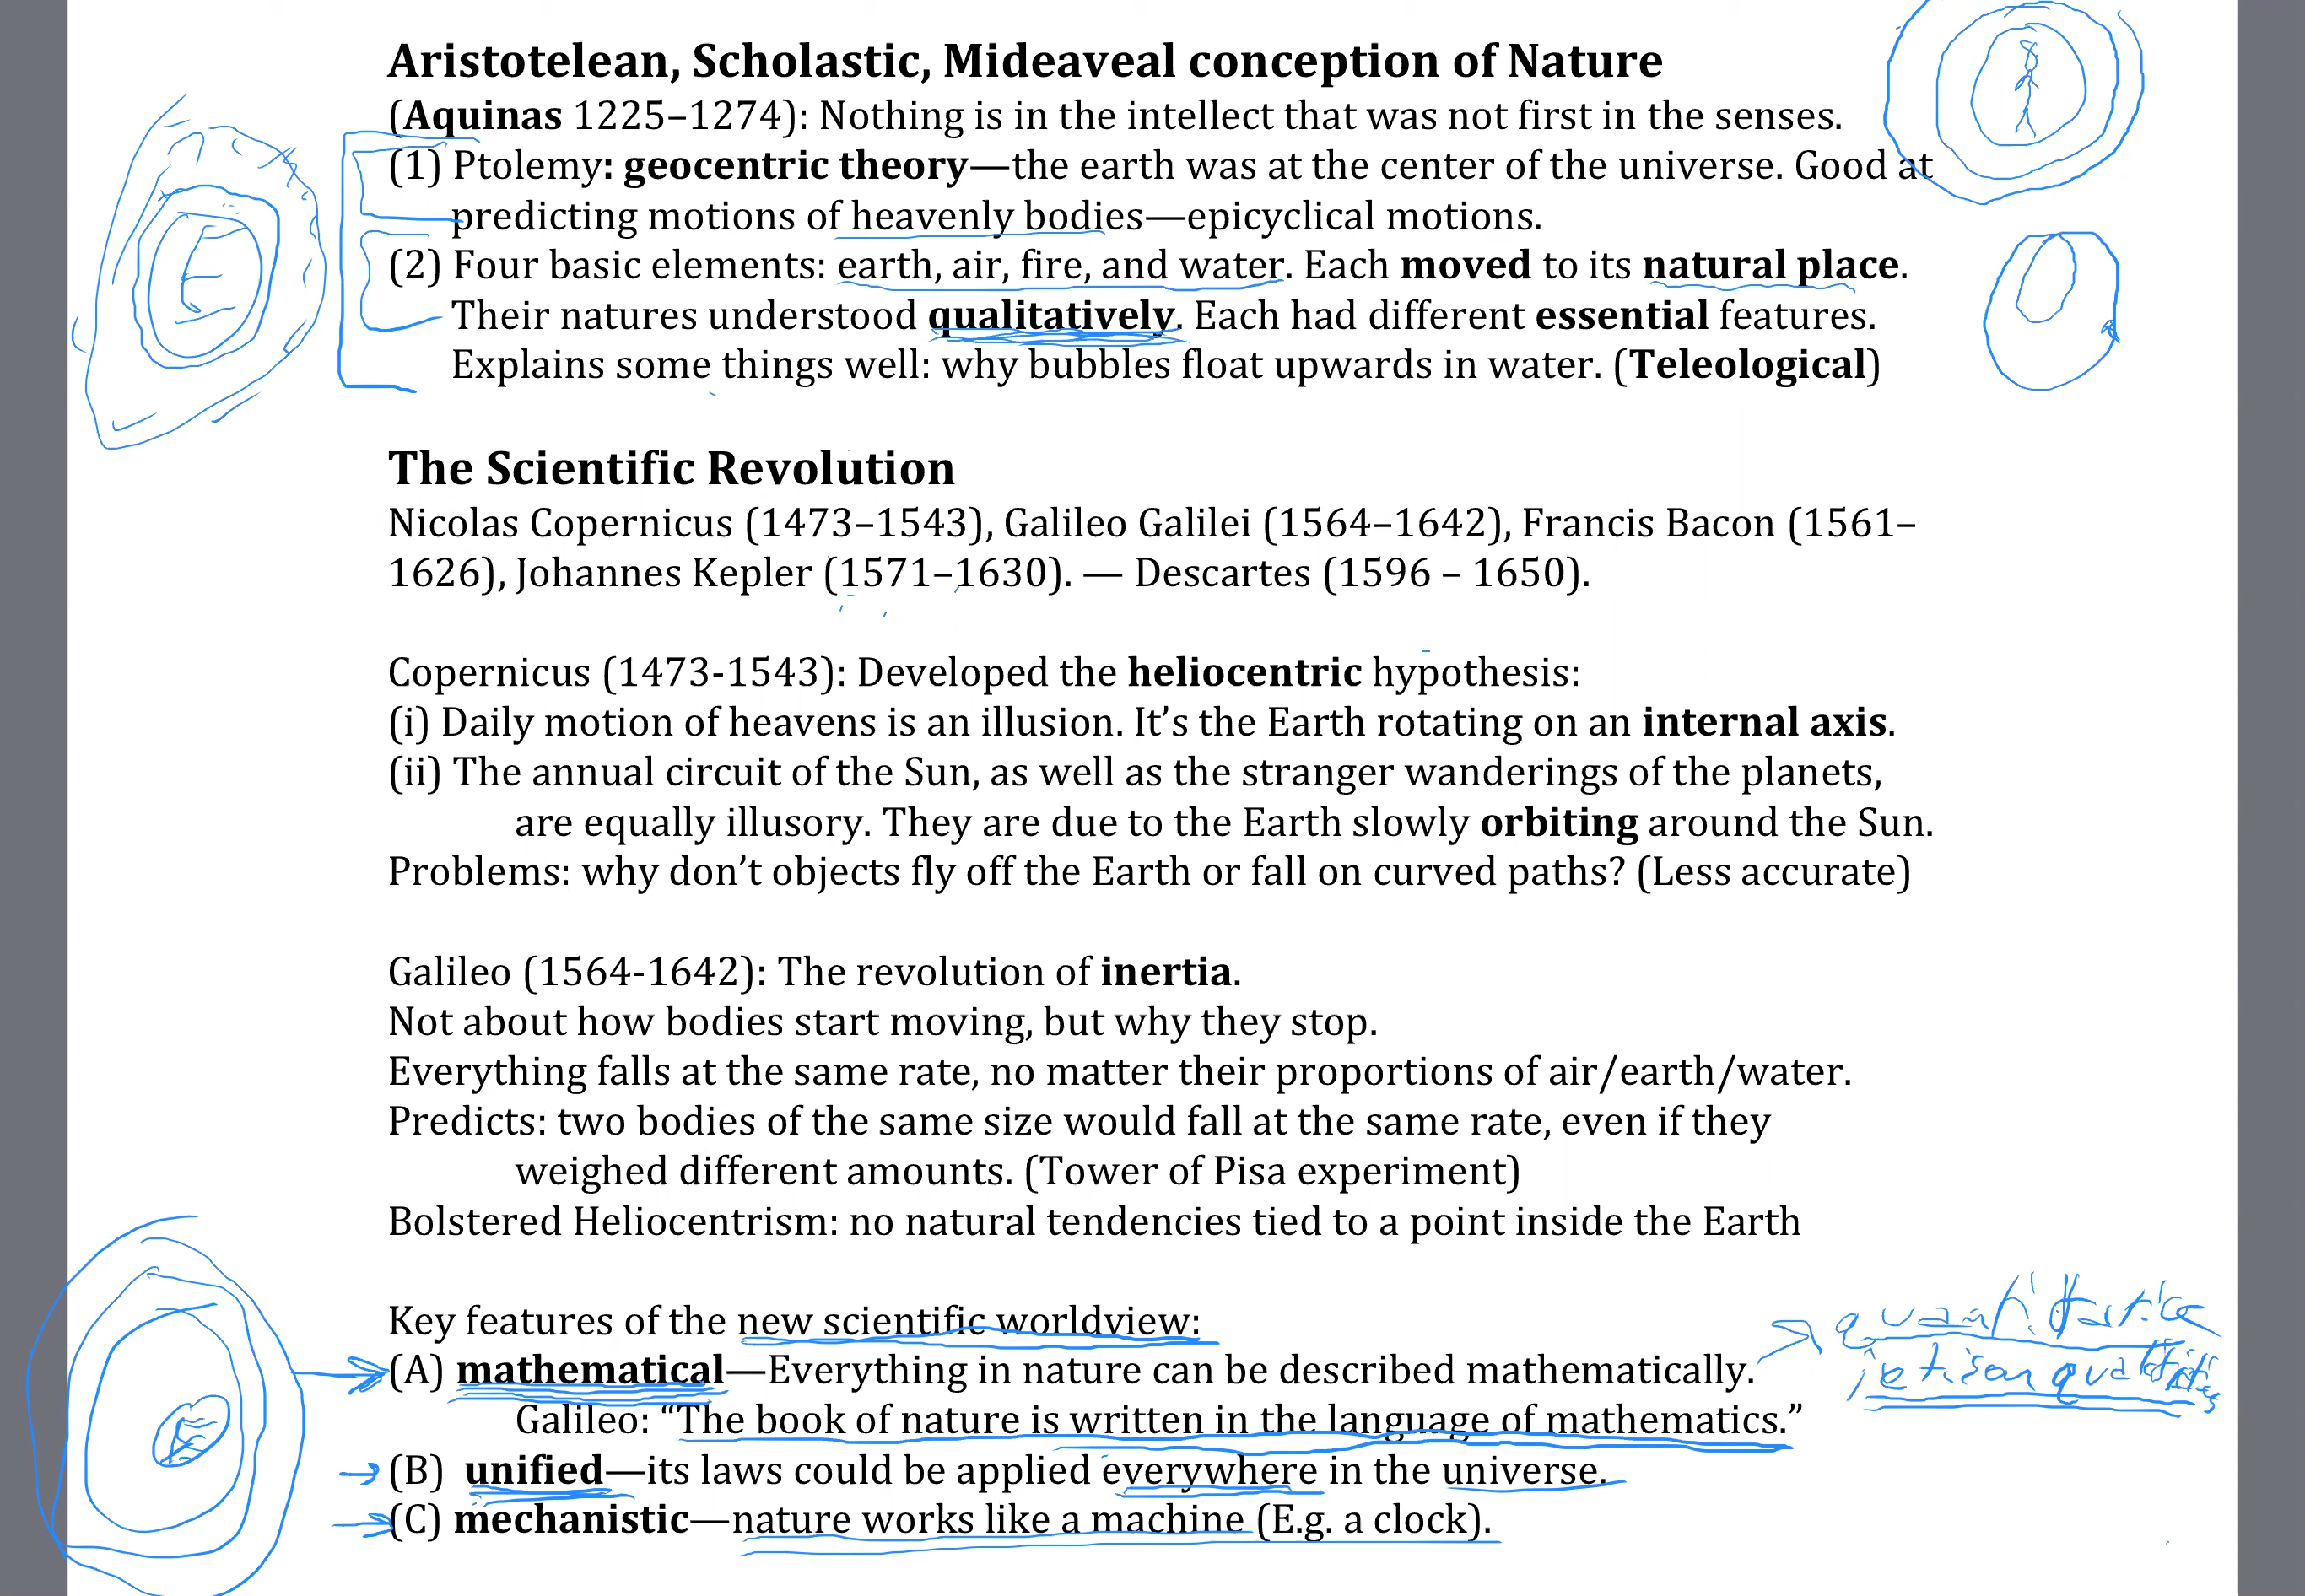 Aristotelean, Scholastic, Mideaveal conception of Nature
(Aquinas 1225–1274): Nothing is in the intellect that was not first in the senses.
(1) Ptolemy: geocentric theory—the earth was at the center of the universe. Good at
predicting motions of heavenly bodies—epicyclical motions.
(2) Four basic elements: earth, air, fire, and water. Each moved to its natural place.
Their natures understood qualitatively. Each had different essential features.
Explains some things well: why bubbles float upwards in water. (Teleological)
E
The Scientific Revolution
Nicolas Copernicus (1473–1543), Galileo Galilei (1564–1642), Francis Bacon (1561–
1626), Johannes Kepler (1571–1630). — Descartes (1596 – 1650).
Copernicus (1473-1543): Developed the heliocentric hypothesis:
(i) Daily motion of heavens is an illusion. It’s the Earth rotating on an internal axis.
(ii) The annual circuit of the Sun, as well as the stranger wanderings of the planets,
are equally illusory. They are due to the Earth slowly orbiting around the Sun.
Problems: why don’t objects fly off the Earth or fall on curved paths? (Less accurate)
Galileo (1564-1642): The revolution of inertia.
Not about how bodies start moving, but why they stop.
Everything falls at the same rate, no matter their proportions of air/earth/water.
Predicts: two bodies of the same size would fall at the same rate, even if they
weighed different amounts. (Tower of Pisa experiment)
Bolstered Heliocentrism: no natural tendencies tied to a point inside the Earth
Key features of the new scientific worldview:
(A) mathematical—Everything in nature can be described mathematically.
Galileo: “The book of nature is written in the language of mathematics.”
(B) unified—its laws could be applied everywhere in the universe.
(C) mechanistic—nature works like a machine (E.g. a clock).
E